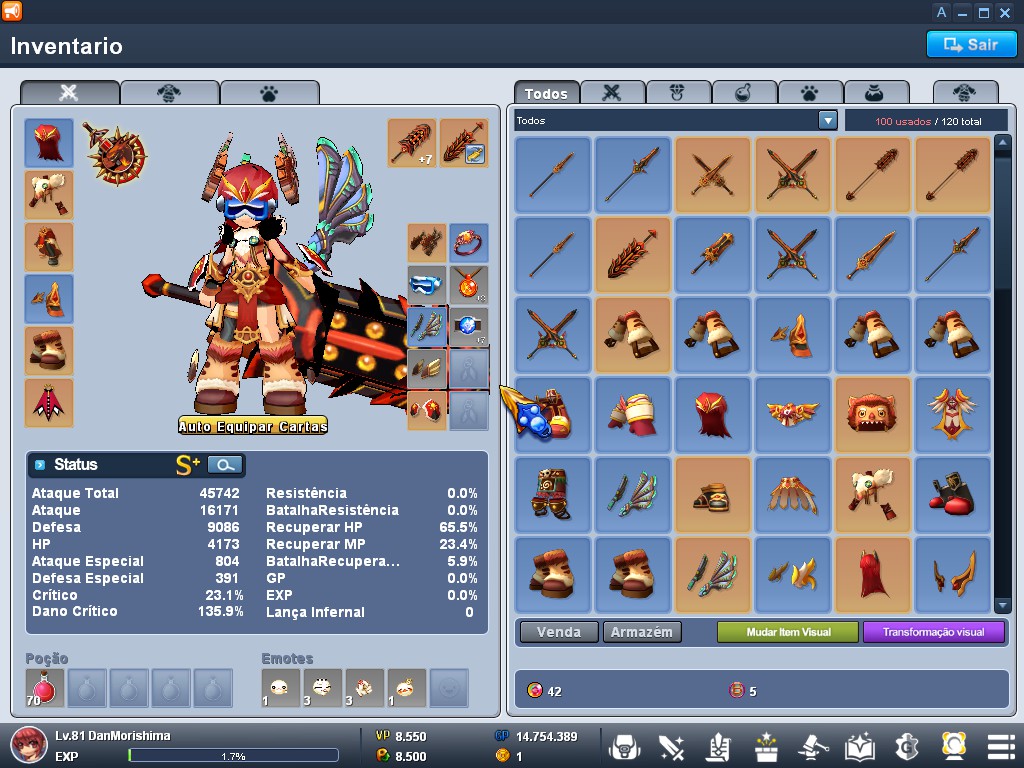 A
Inventario
Sair
Todos
Todos
100 usados / 120 total
+7
+7
Auto Equipar Cartas
Status
S+
Ataque Total 45742
Ataque 16171
Defesa 9086
HP 4173
Ataque Especial 804
Defesa Especial 391
Crítico 23.1%
Dano Crítico 135.9%
Resistência 0.0%
BatalhaResistência 0.0%
Recuperar HP 65.5%
Recuperar MP 23.4%
BatalhaRecupera... 5.9%
GP 0.0%
EXP 0.0%
Lança Infernal 0
Venda
Armazém
Mudar Item Visual
Transformação visual
Poção
70
Emotes
1
3
3
1
42
5
Lv.81 DanMorishima
EXP
1.7%
VP 8.550
8.500
GP 14.754.389
1